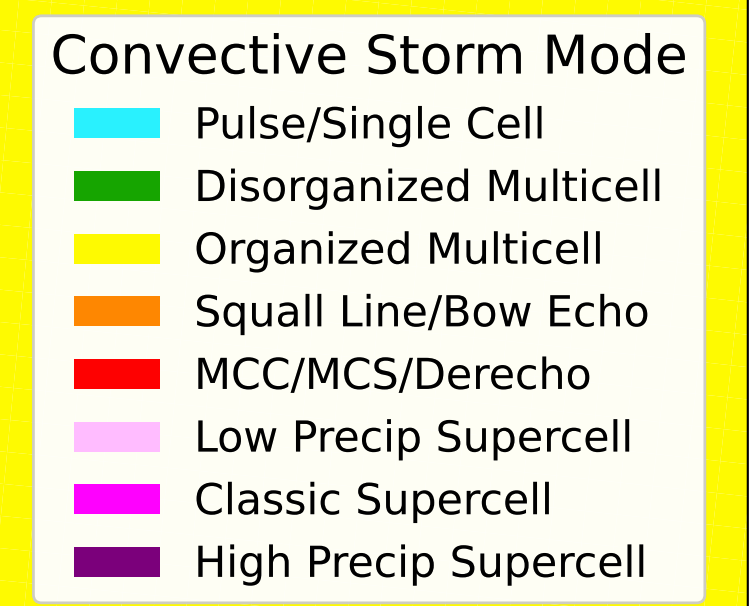 Convective Storm Mode
Pulse/Single Cell
Disorganized Multicell
Organized Multicell
Squall Line/Bow Echo
MCC/MCS/Derecho
Low Precip Supercell
Classic Supercell
High Precip Supercell